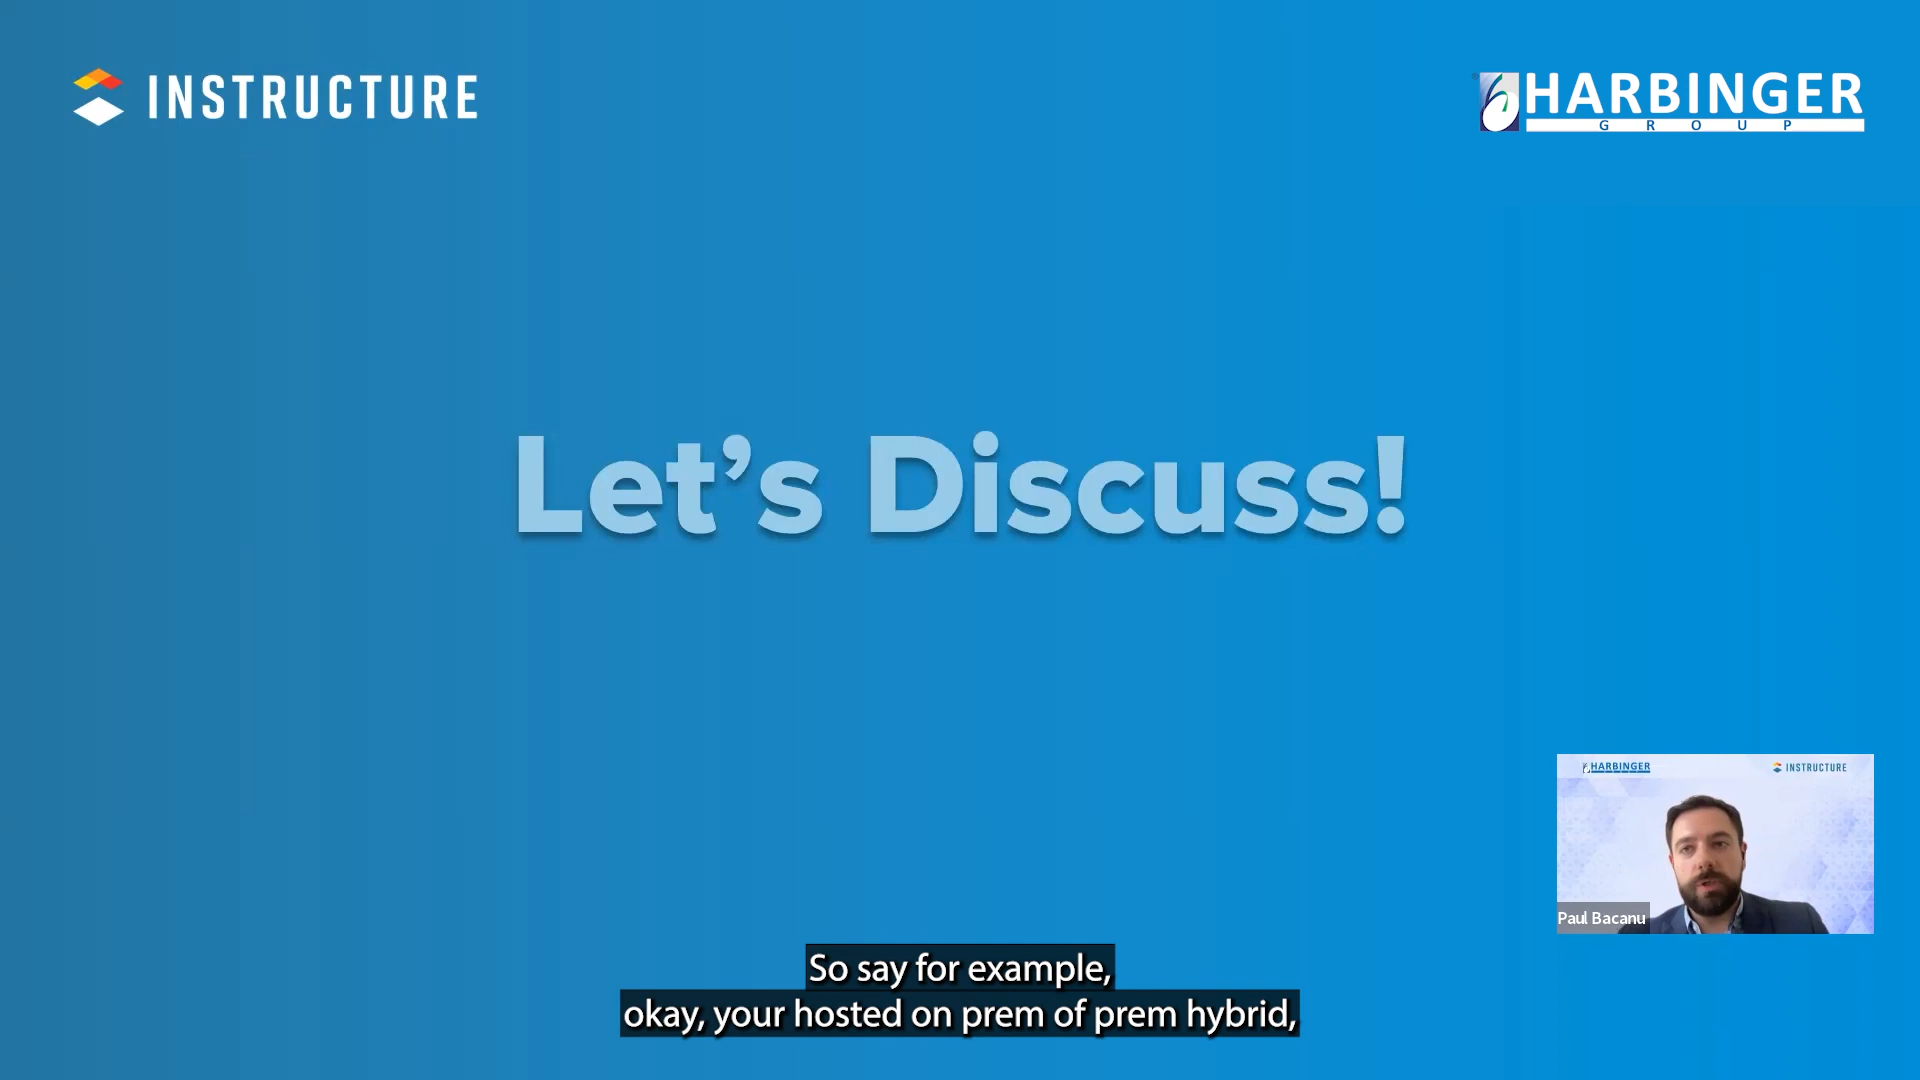 INSTRUCTURE
HARBINGER
GROUP
Let's Discuss!
HARBINGER
INSTRUCTURE
Paul Bacanu
So say for example,
okay, your hosted on prem of prem hybrid,